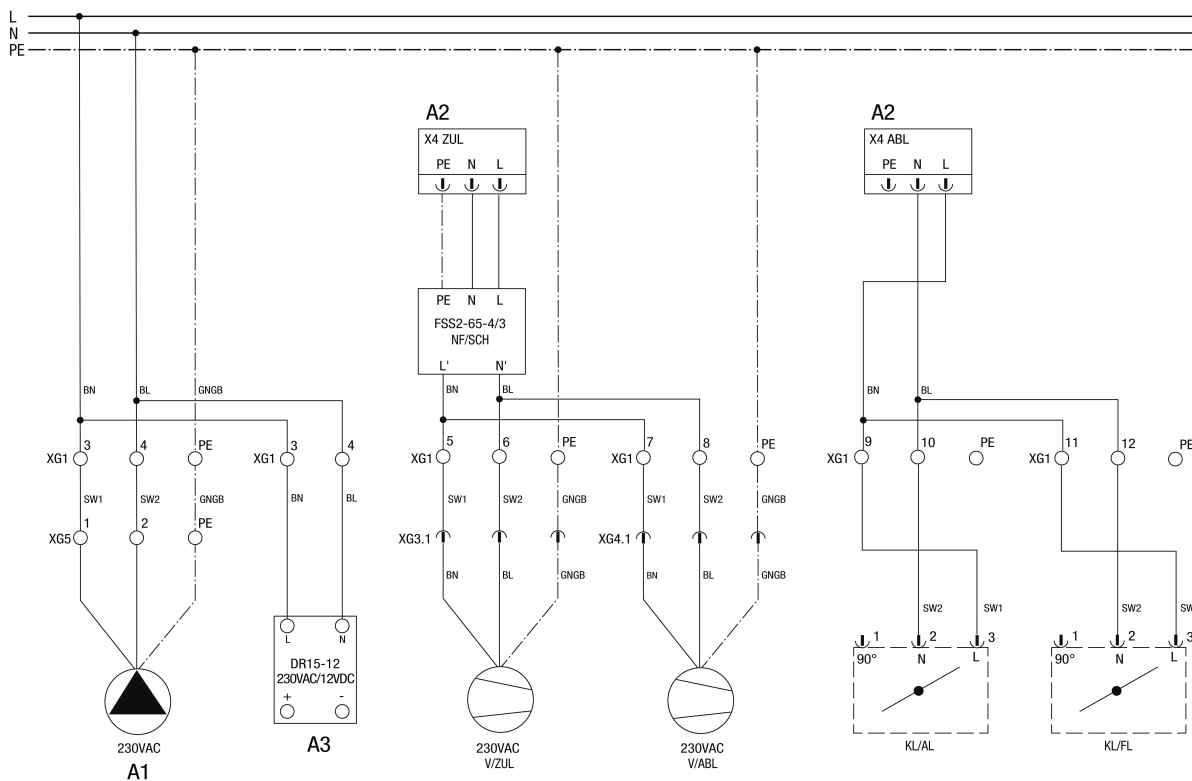 L
N
PE
A2
A2
X4 ZUL
X4 ABL
PE N L
PE N L
PE N L
FSS2-65-4/3
NF/SCH
L' N'
BN BL GNGB BN BL BN BL
XG1 3 4 PE XG1 3 4 XG1 5 6 PE XG1 7 8 PE XG1 9 10 PE XG1 11 12 PE
SW1 SW2 GNGB BN BL SW1 SW2 GNGB SW1 SW2 GNGB
XG5 1 2 PE XG3.1 XG4.1
BN BL GNGB BN BL GNGB
SW2 SW1 SW2
L N
1 2 3 1 2 3
90° N L 90° N L
DR15-12
230VAC/12VDC
+ -
230VAC
A1
A3
230VAC
V/ZUL
230VAC
V/ABL
KL/AL
KL/FL